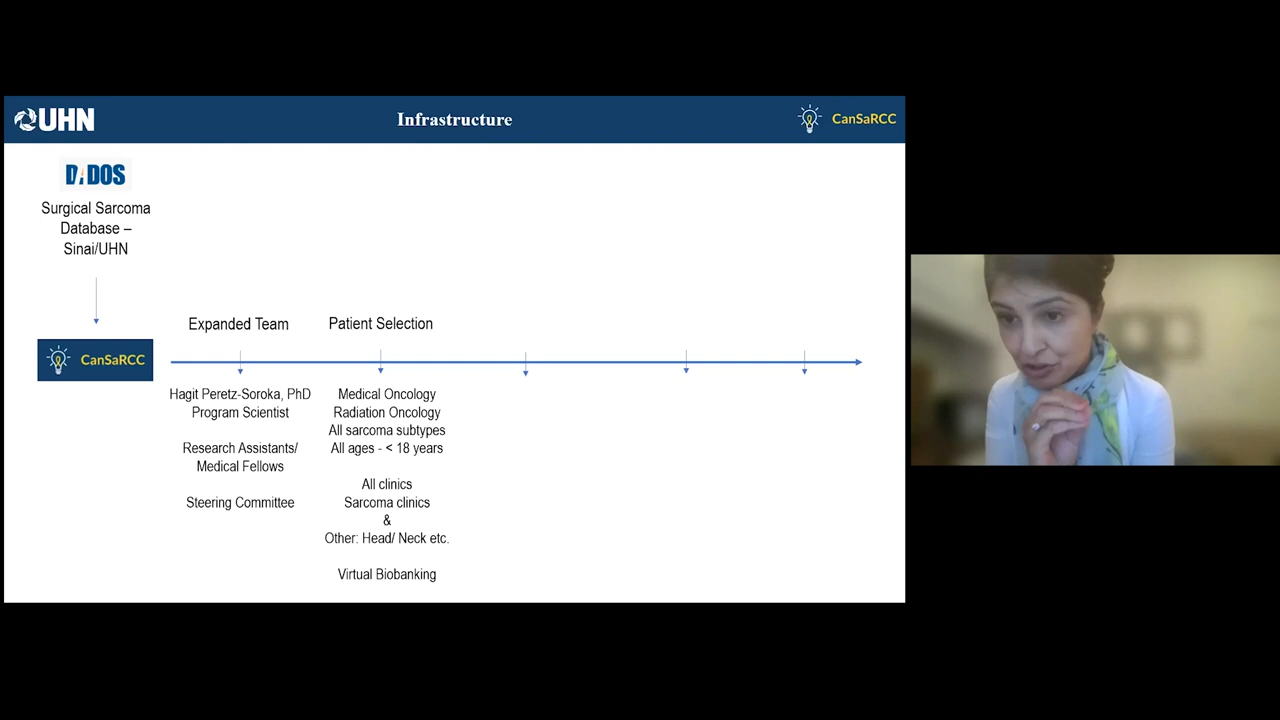 UHN
Infrastructure
CanSaRCC
DADOS
Surgical Sarcoma
Database –
Sinai/UHN
CanSaRCC
Expanded Team
Hagit Peretz-Soroka, PhD
Program Scientist
Research Assistants/
Medical Fellows
Steering Committee
Patient Selection
Medical Oncology
Radiation Oncology
All sarcoma subtypes
All ages - < 18 years
All clinics
Sarcoma clinics
&
Other: Head/ Neck etc.
Virtual Biobanking